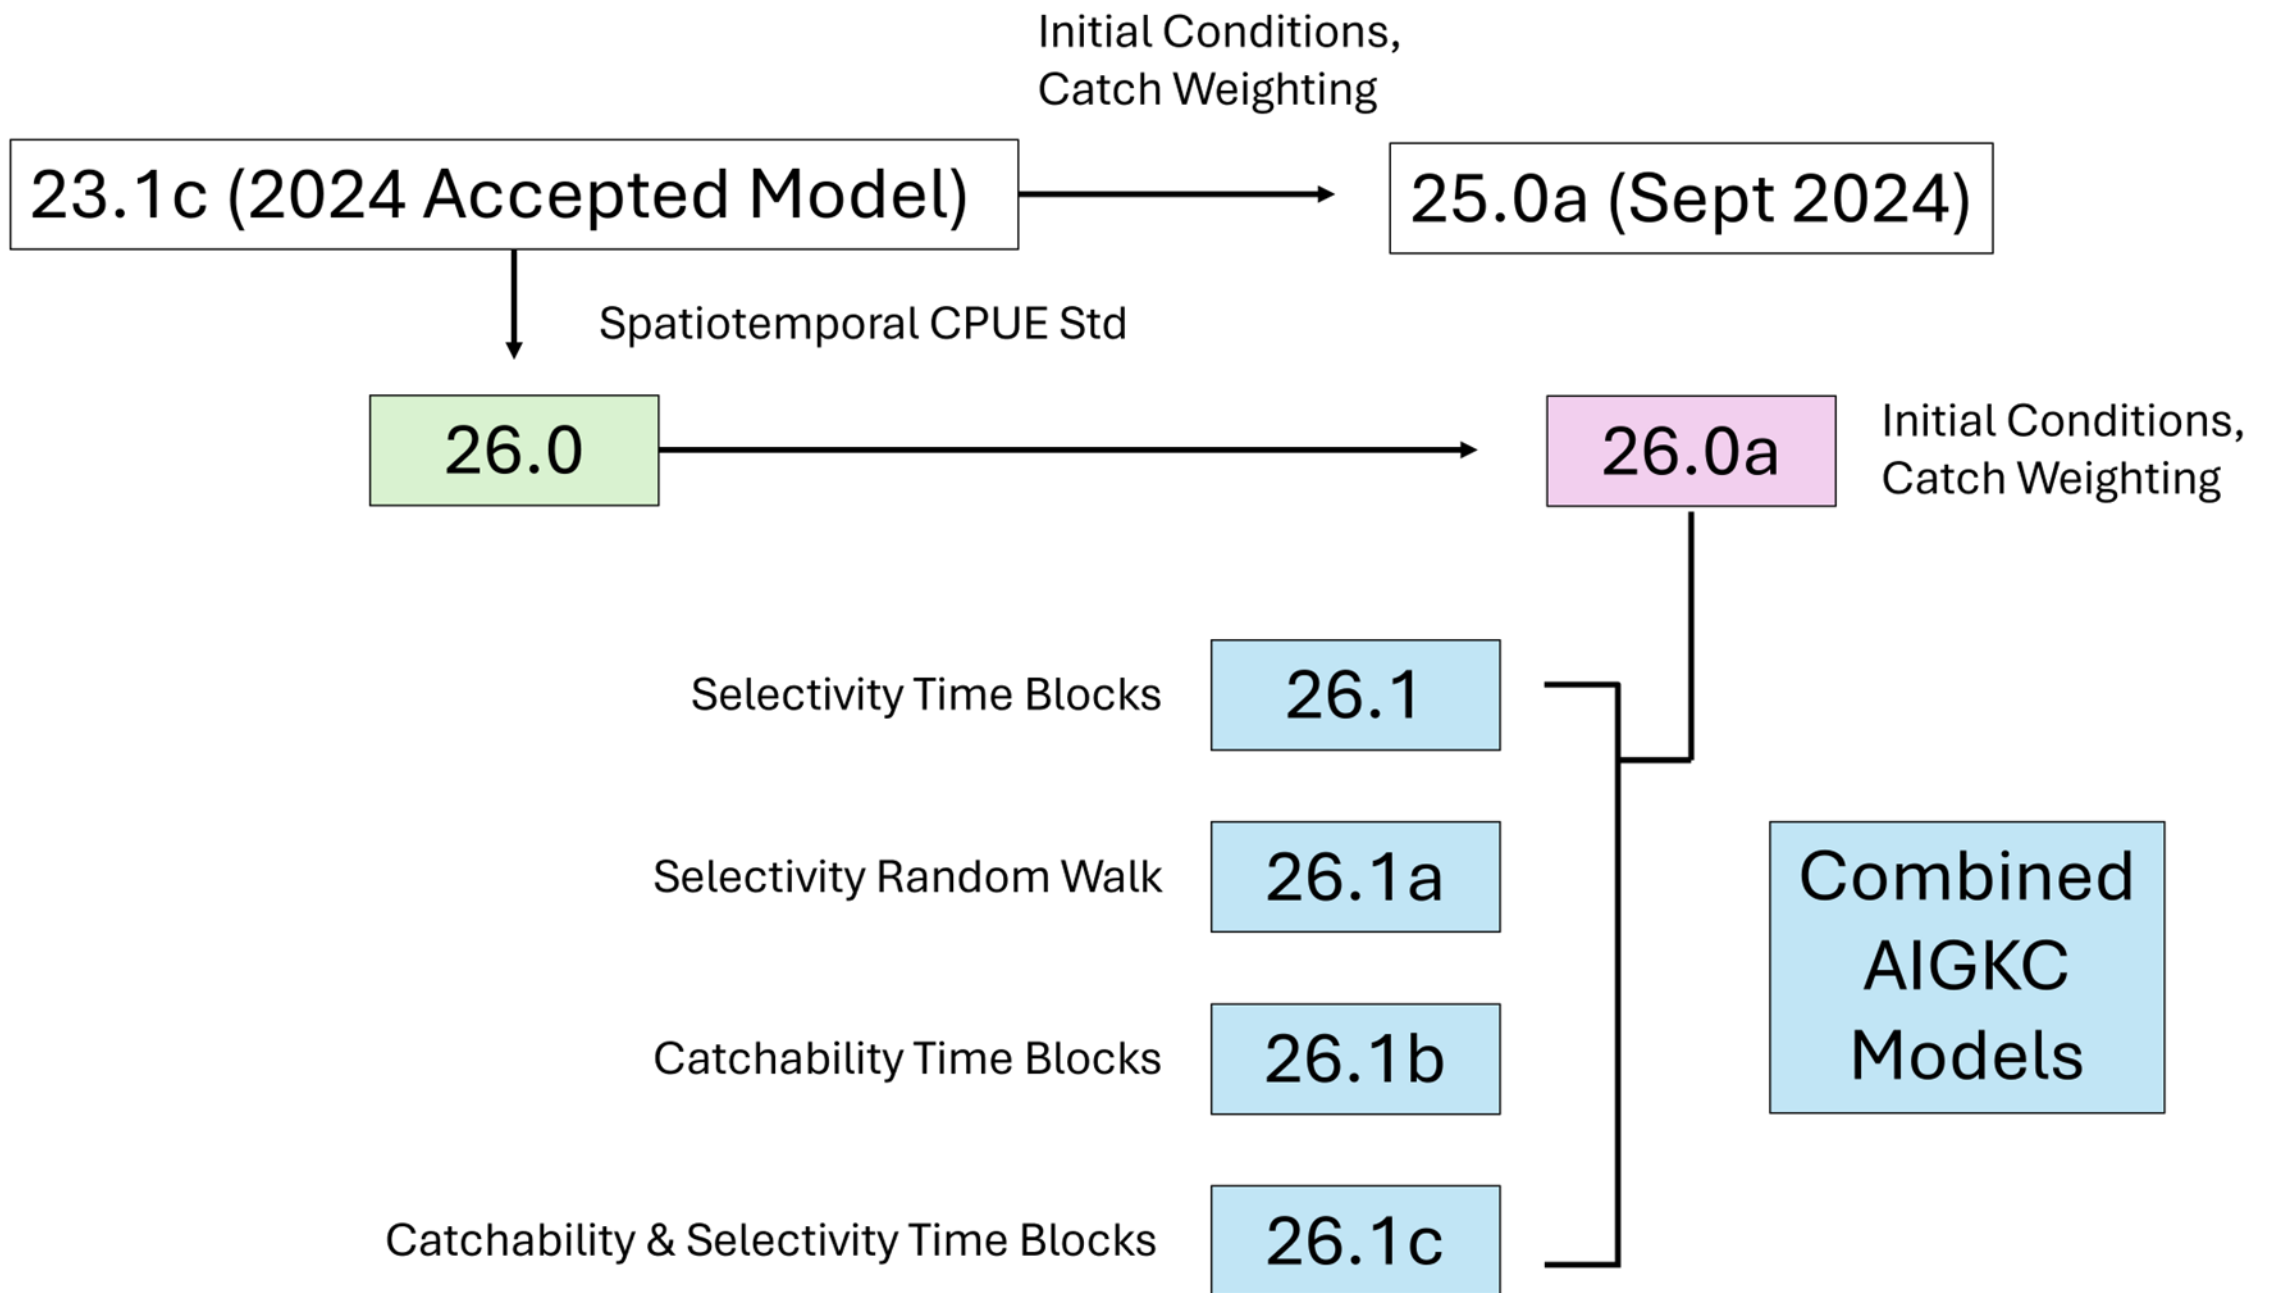 Initial Conditions,
Catch Weighting
23.1c (2024 Accepted Model)
25.0a (Sept 2024)
Spatiotemporal CPUE Std
26.0
26.0a
Initial Conditions,
Catch Weighting
Selectivity Time Blocks
26.1
Selectivity Random Walk
26.1a
Catchability Time Blocks
26.1b
Catchability & Selectivity Time Blocks
26.1c
Combined
AIGKC
Models